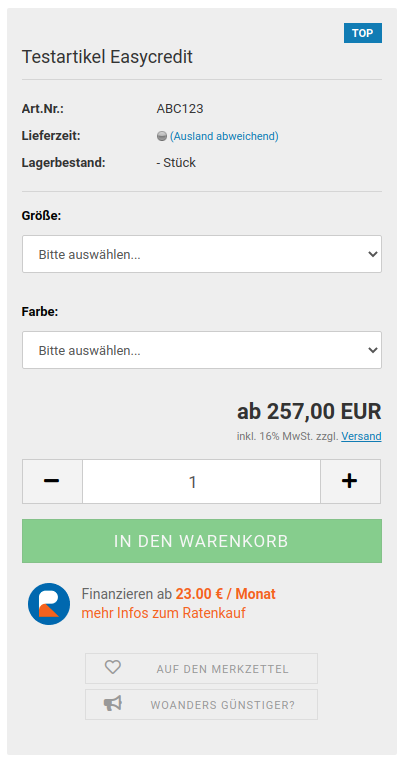 TOP
Testartikel Easycredit
Art.Nr.: ABC123
Lieferzeit: (Ausland abweichend)
Lagerbestand: - Stück
Größe:
Bitte auswählen...
Farbe:
Bitte auswählen...
ab 257,00 EUR
inkl. 16% MwSt. zzgl. Versand
1
IN DEN WARENKORB
Finanzieren ab 23.00 € / Monat
mehr Infos zum Ratenkauf
AUF DEN MERKZETTEL
WOANDERS GÜNSTIGER?